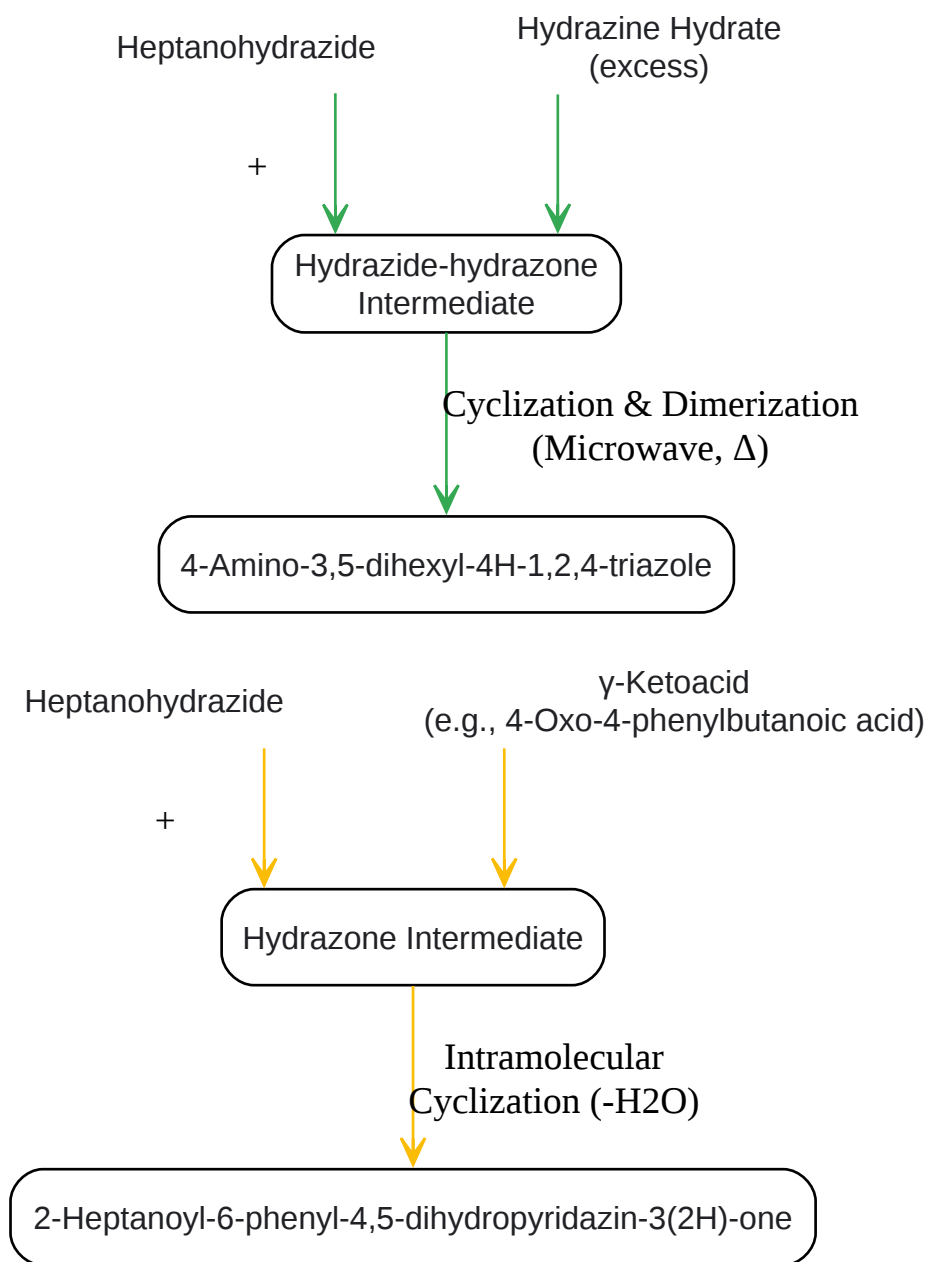 Heptanohydrazide
Hydrazine Hydrate
(excess)
+
Hydrazide-hydrazone
Intermediate
Cyclization & Dimerization
(Microwave, Δ)
4-Amino-3,5-dihexyl-4H-1,2,4-triazole
Heptanohydrazide
γ-Ketoacid
(e.g., 4-Oxo-4-phenylbutanoic acid)
+
Hydrazone Intermediate
Intramolecular
Cyclization (-H2O)
2-Heptanoyl-6-phenyl-4,5-dihydropyridazin-3(2H)-one